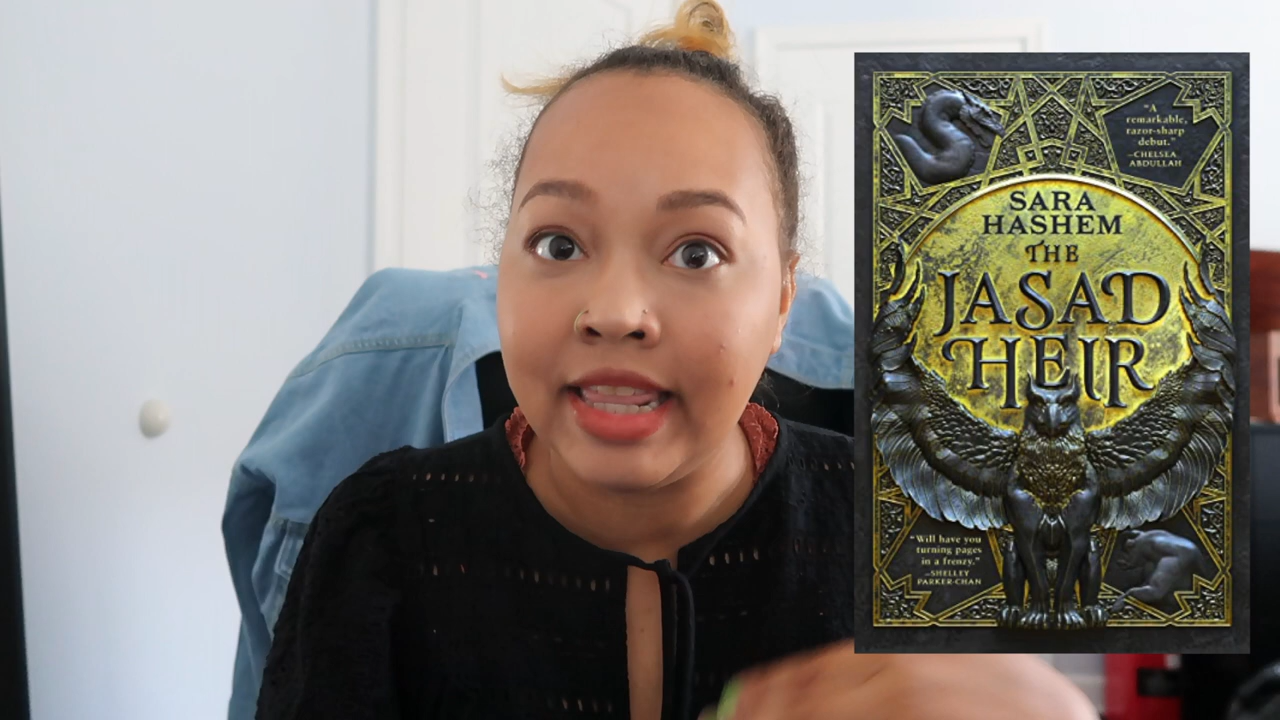 "A
remarkable,
razor-sharp
debut."
—CHELSEA
ABDULLAH
SARA
HASHEM
THE
JASAD
HEIR
"Will have you
turning pages
in a frenzy."
—SHELLEY
PARKER-CHAN